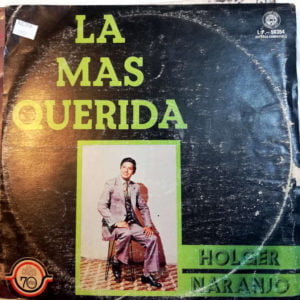 LA
MAS
QUERIDA
HOLGER
NARANJO
70